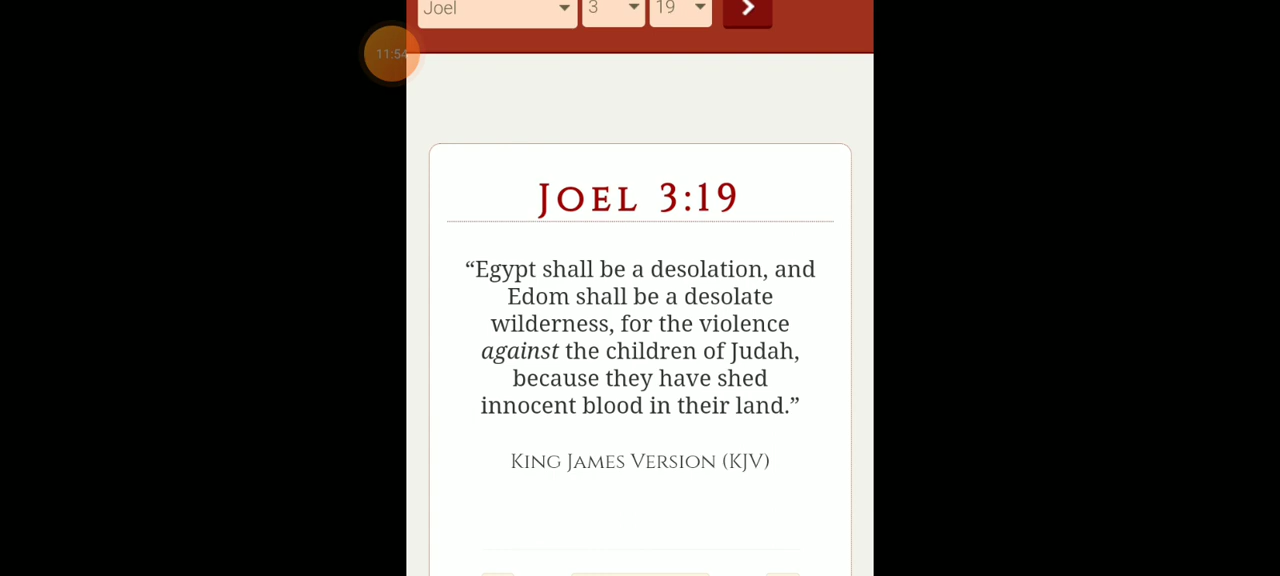 Joel 3 19
11:54
JOEL 3:19
“Egypt shall be a desolation, and
Edom shall be a desolate
wilderness, for the violence
against the children of Judah,
because they have shed
innocent blood in their land.”
KING JAMES VERSION (KJV)